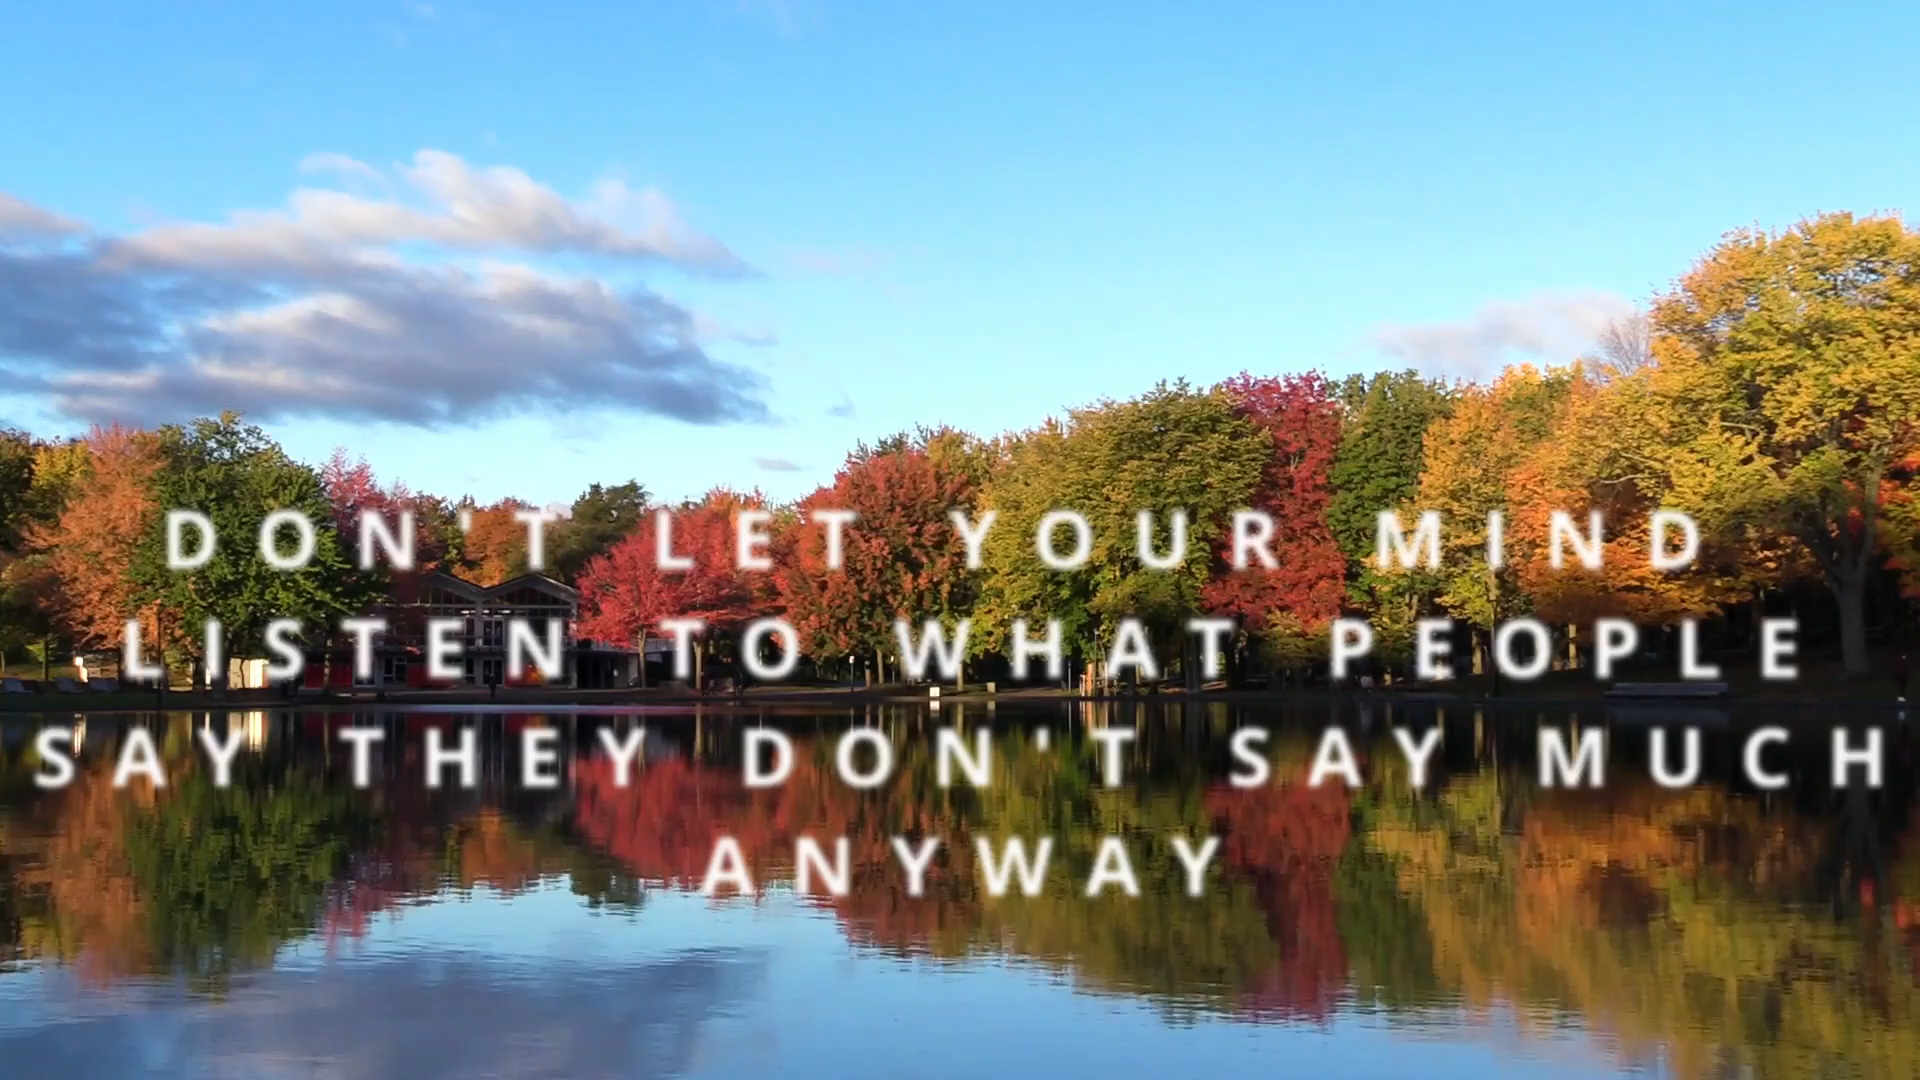 DON'T LET YOUR MIND
LISTEN TO WHAT PEOPLE
SAY THEY DON'T SAY MUCH
ANYWAY